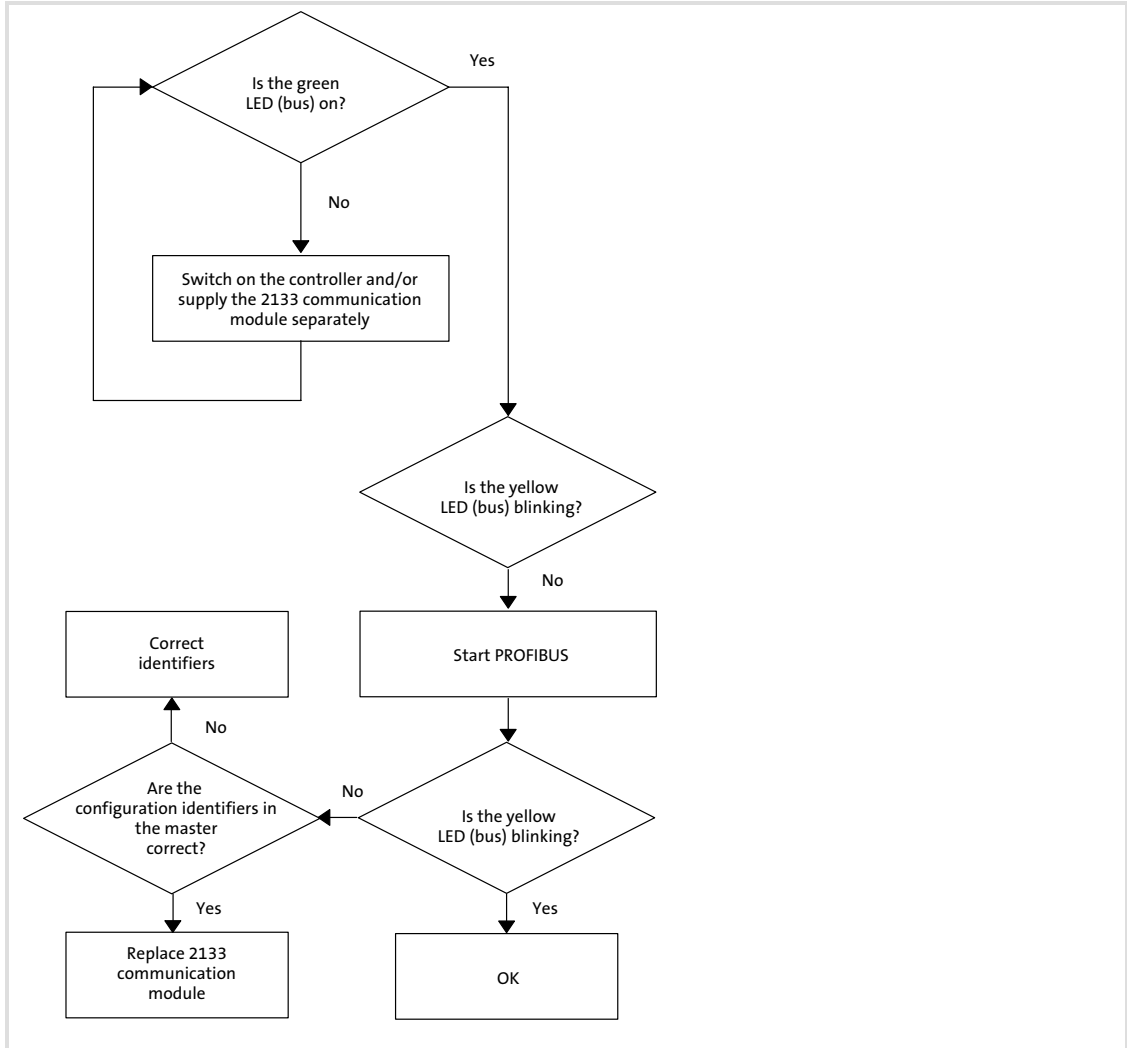 Is the green
LED (bus) on?
Yes
No
Switch on the controller and/or
supply the 2133 communication
module separately
Is the yellow
LED (bus) blinking?
No
Start PROFIBUS
Correct
identifiers
No
Are the
configuration identifiers in
the master
correct?
No
Is the yellow
LED (bus) blinking?
Yes
Replace 2133
communication
module
Yes
OK